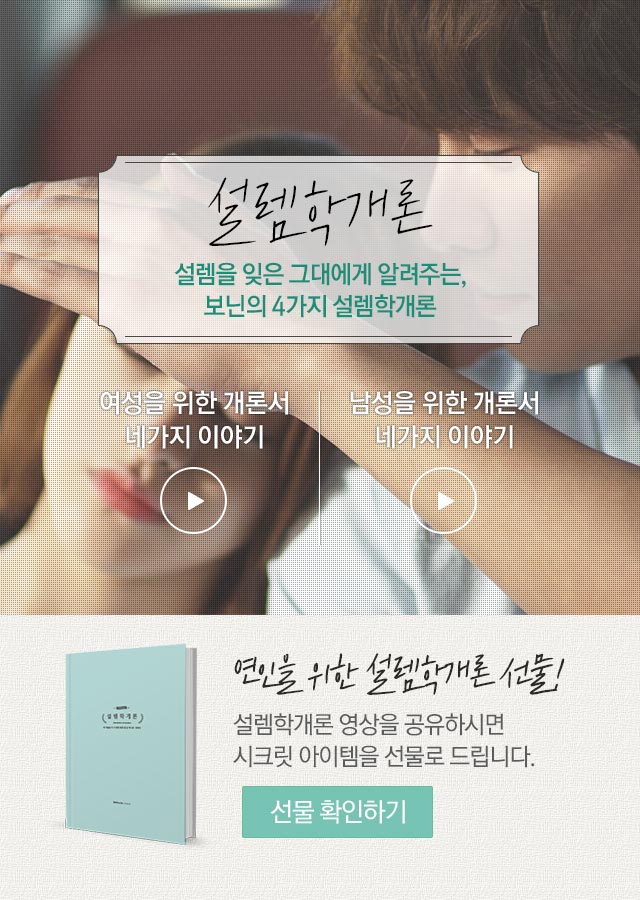 설렘학개론
설렘을 잊은 그대에게 알려주는,
보닌의 4가지 설렘학개론
여성을 위한 개론서
네가지 이야기
남성을 위한 개론서
네가지 이야기
설렘학개론
연인을 위한 설렘학개론 선물!
설렘학개론 영상을 공유하시면
시크릿 아이템을 선물로 드립니다.
선물 확인하기